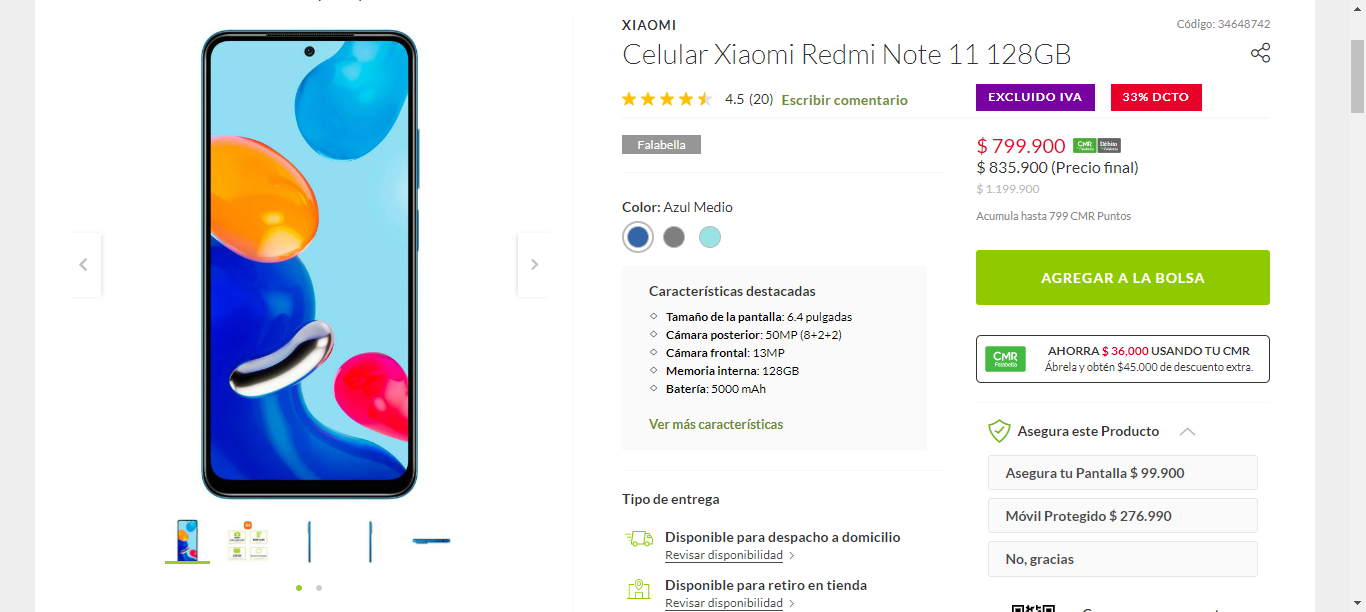 XIAOMI
Código: 34648742
Celular Xiaomi Redmi Note 11 128GB
4.5 (20) Escribir comentario
EXCLUIDO IVA
33% DCTO
Falabella
$ 799.900
CMR
Débito
$ 835.900 (Precio final)
$ 1.199.900
Acumula hasta 799 CMR Puntos
Color: Azul Medio
AGREGAR A LA BOLSA
Características destacadas
Tamaño de la pantalla: 6.4 pulgadas
Cámara posterior: 50MP (8+2+2)
Cámara frontal: 13MP
Memoria interna: 128GB
Batería: 5000 mAh
Ver más características
CMR
Falabella
AHORRA $ 36,000 USANDO TU CMR
Ábrela y obtén $45.000 de descuento extra.
Asegura este Producto
Asegura tu Pantalla $ 99.900
Móvil Protegido $ 276.990
No, gracias
Tipo de entrega
Disponible para despacho a domicilio
Revisar disponibilidad
Disponible para retiro en tienda
Revisar disponibilidad